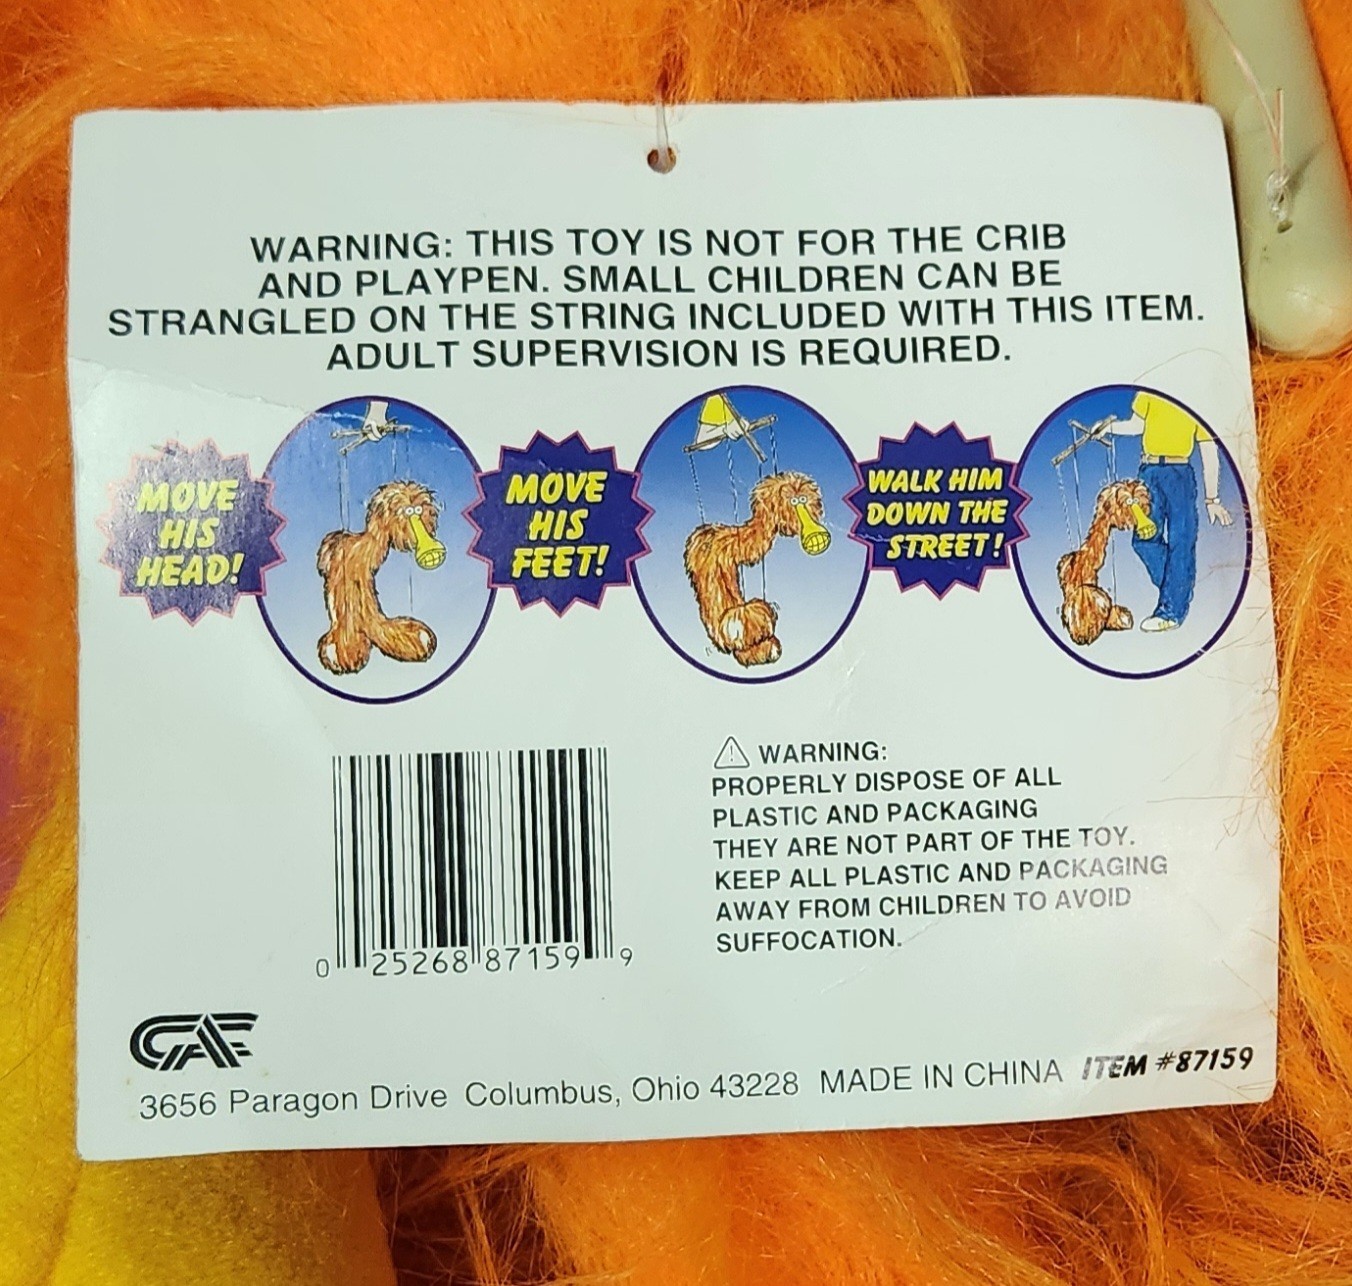 WARNING: THIS TOY IS NOT FOR THE CRIB
AND PLAYPEN. SMALL CHILDREN CAN BE
STRANGLED ON THE STRING INCLUDED WITH THIS ITEM.
ADULT SUPERVISION IS REQUIRED.
MOVE
HIS
HEAD!
MOVE
HIS
FEET!
WALK HIM
DOWN THE
STREET!
0 25268 87159 9
WARNING:
PROPERLY DISPOSE OF ALL
PLASTIC AND PACKAGING
THEY ARE NOT PART OF THE TOY.
KEEP ALL PLASTIC AND PACKAGING
AWAY FROM CHILDREN TO AVOID
SUFFOCATION.
CAF
3656 Paragon Drive Columbus, Ohio 43228 MADE IN CHINA ITEM #87159